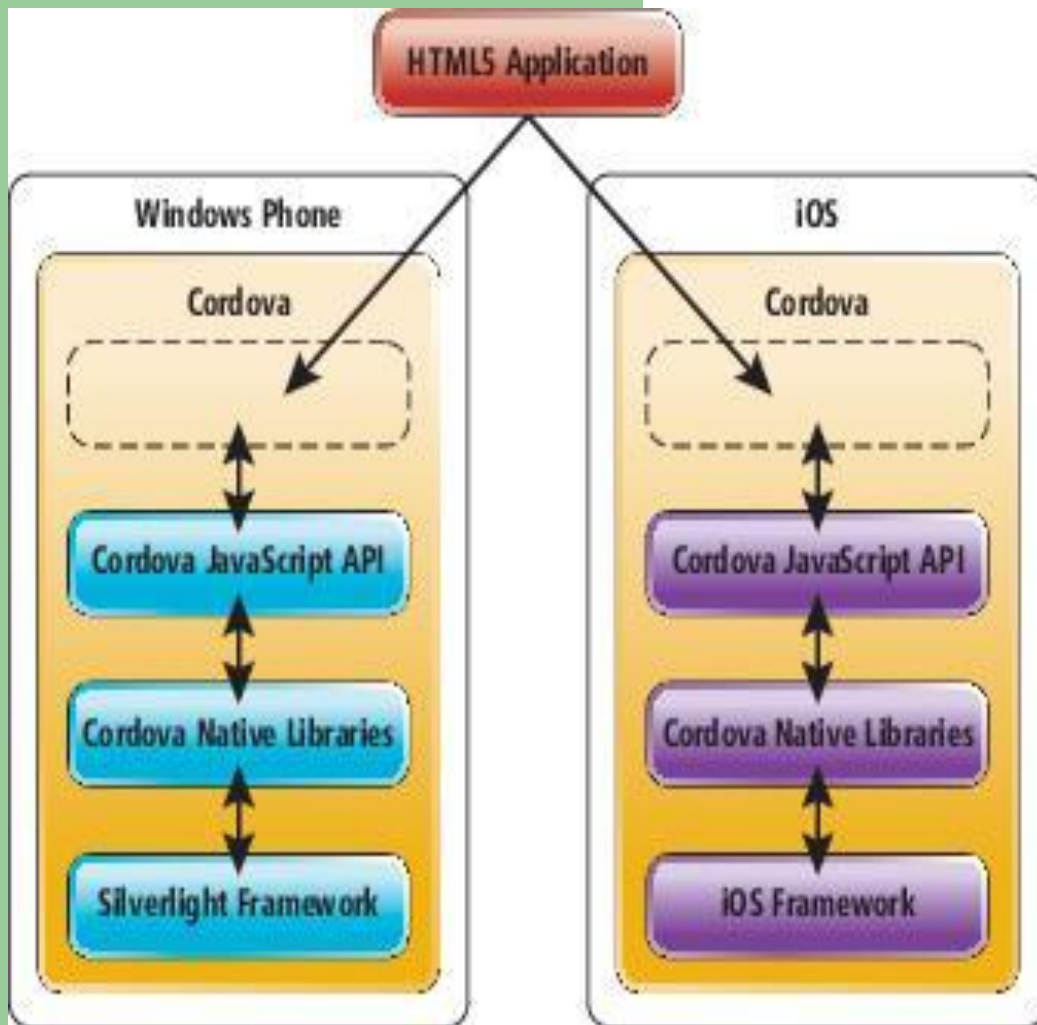 HTML5 Application
Windows Phone
Cordova
Cordova JavaScript API
Cordova Native Libraries
Silverlight Framework
iOS
Cordova
Cordova JavaScript API
Cordova Native Libraries
iOS Framework